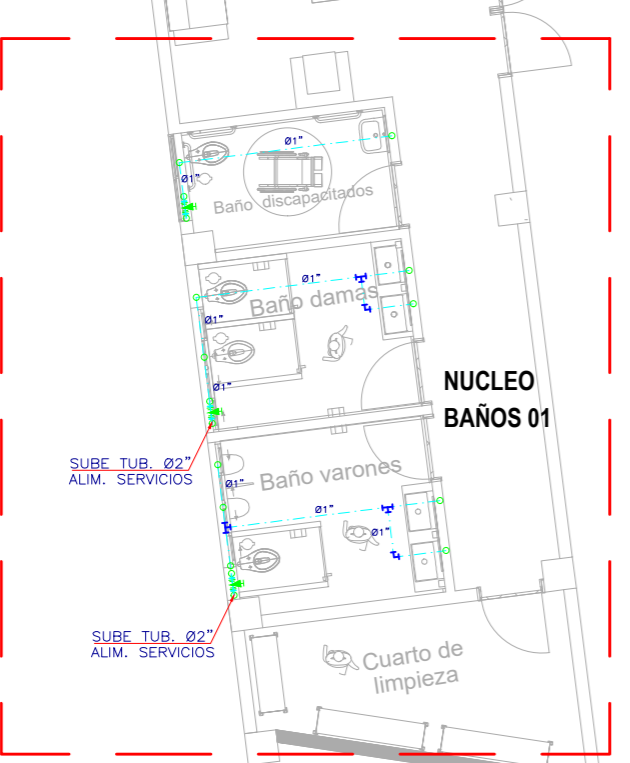 Ø1"
Ø1"
Baño discapacitados
Ø1"
Baño damas
Ø1"
Ø1"
NUCLEO
BAÑOS 01
SUBE TUB. Ø2"
ALIM. SERVICIOS
Baño varones
Ø1"
Ø1"
Ø1"
SUBE TUB. Ø2"
ALIM. SERVICIOS
Cuarto de
limpieza